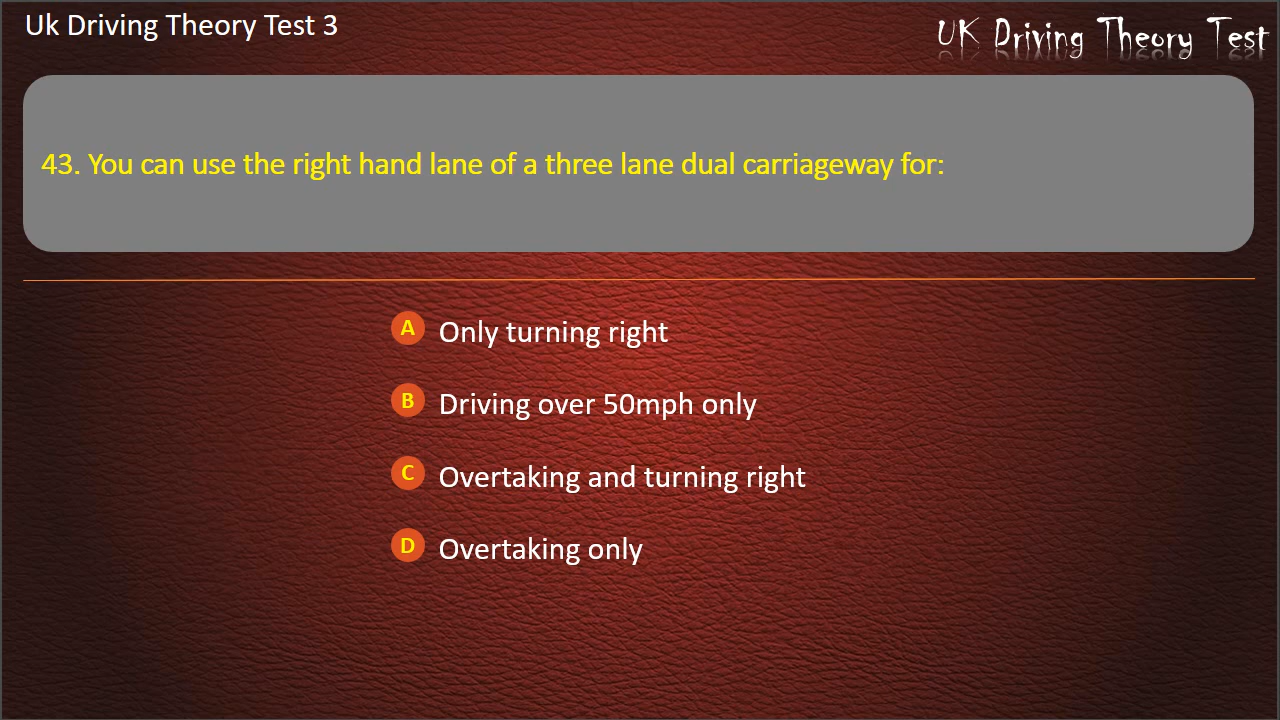 Uk Driving Theory Test 3
UK Driving Theory Test
43. You can use the right hand lane of a three lane dual carriageway for:
A Only turning right
B Driving over 50mph only
C Overtaking and turning right
D Overtaking only